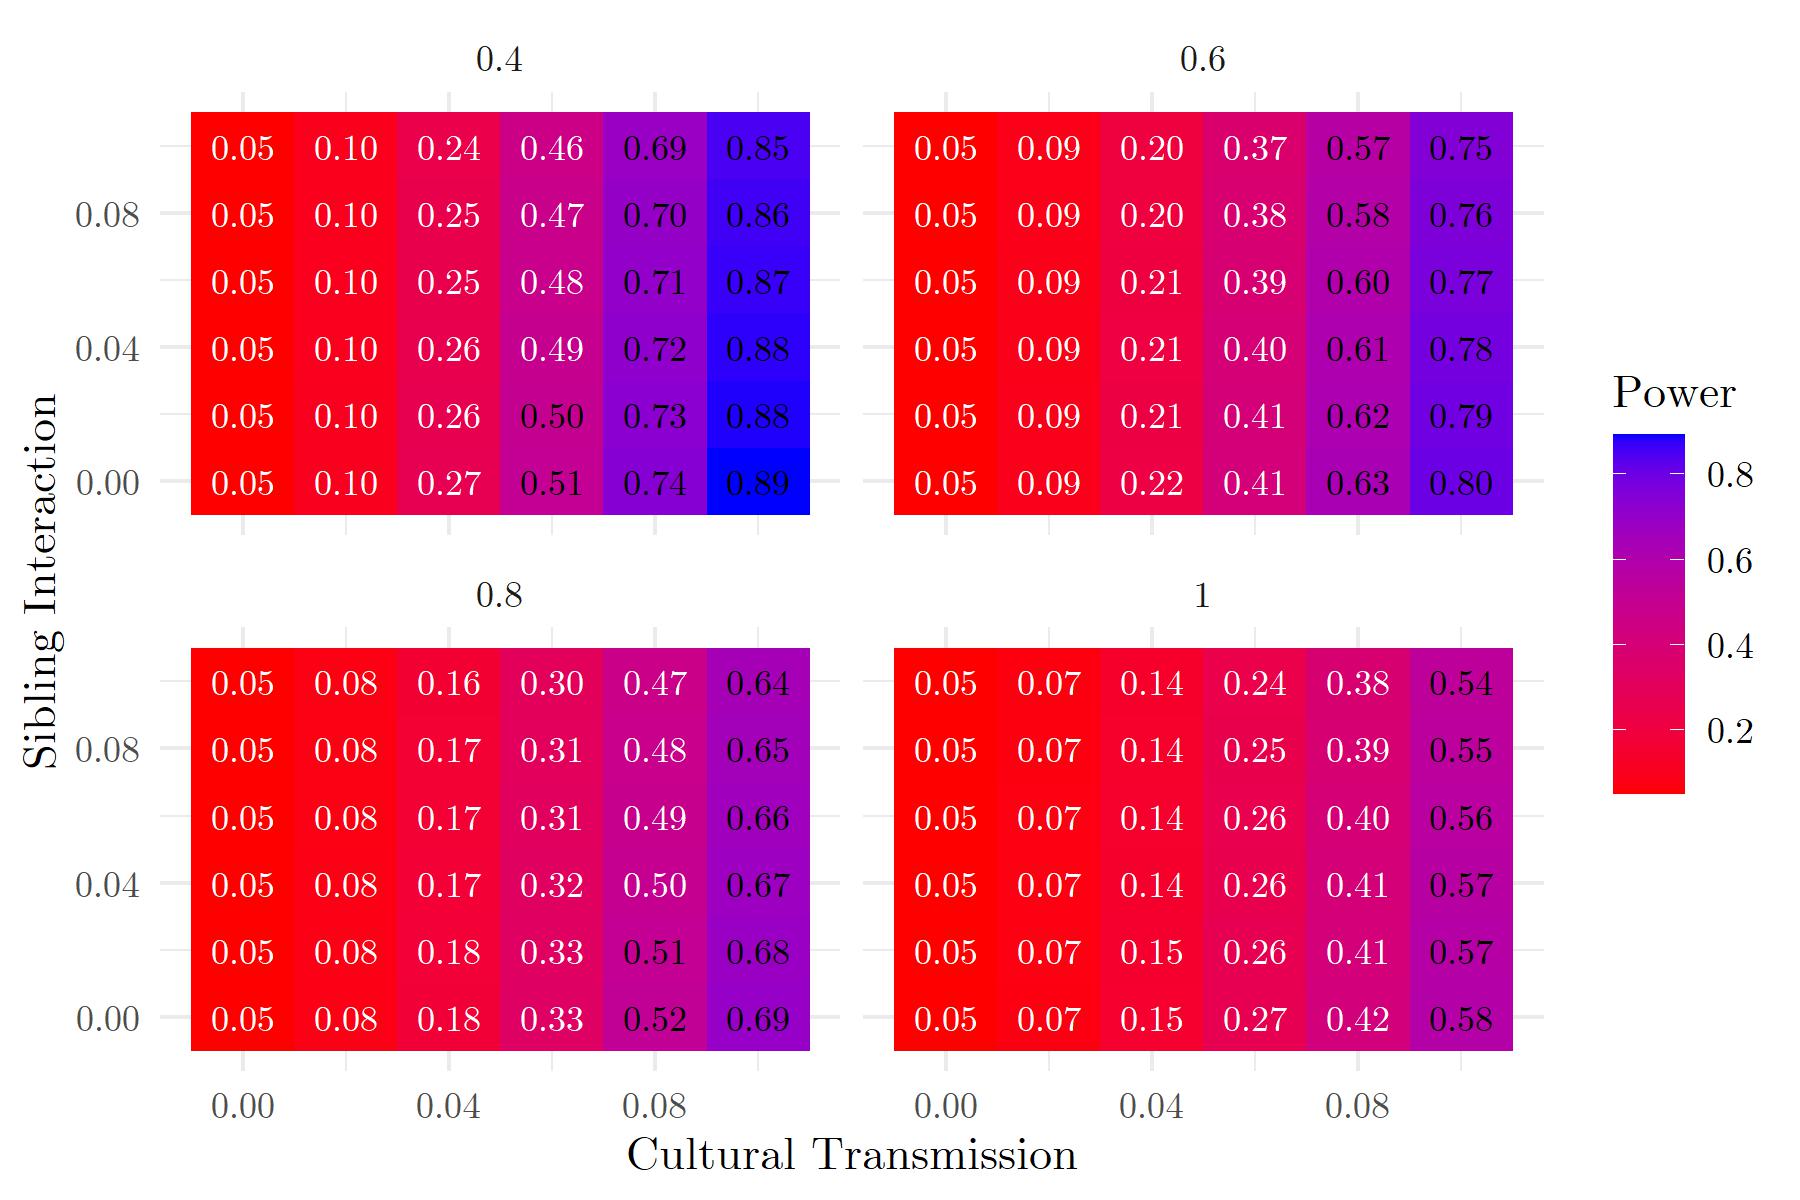 0.4 0.6
0.05 0.10 0.24 0.46 0.69 0.85 0.05 0.09 0.20 0.37 0.57 0.75
0.08 0.05 0.10 0.25 0.47 0.70 0.86 0.05 0.09 0.20 0.38 0.58 0.76
0.05 0.10 0.25 0.48 0.71 0.87 0.05 0.09 0.21 0.39 0.60 0.77
0.04 0.05 0.10 0.26 0.49 0.72 0.88 0.05 0.09 0.21 0.40 0.61 0.78
0.05 0.10 0.26 0.50 0.73 0.88 0.05 0.09 0.21 0.41 0.62 0.79
0.00 0.05 0.10 0.27 0.51 0.74 0.89 0.05 0.09 0.22 0.41 0.63 0.80
0.8 1
0.05 0.08 0.16 0.30 0.47 0.64 0.05 0.07 0.14 0.24 0.38 0.54
0.08 0.05 0.08 0.17 0.31 0.48 0.65 0.05 0.07 0.14 0.25 0.39 0.55
0.05 0.08 0.17 0.31 0.49 0.66 0.05 0.07 0.14 0.26 0.40 0.56
0.04 0.05 0.08 0.17 0.32 0.50 0.67 0.05 0.07 0.14 0.26 0.41 0.57
0.05 0.08 0.18 0.33 0.51 0.68 0.05 0.07 0.15 0.26 0.41 0.57
0.00 0.05 0.08 0.18 0.33 0.52 0.69 0.05 0.07 0.15 0.27 0.42 0.58
0.00 0.04 0.08 0.00 0.04 0.08
Cultural Transmission
Sibling Interaction
Power
0.8
0.6
0.4
0.2